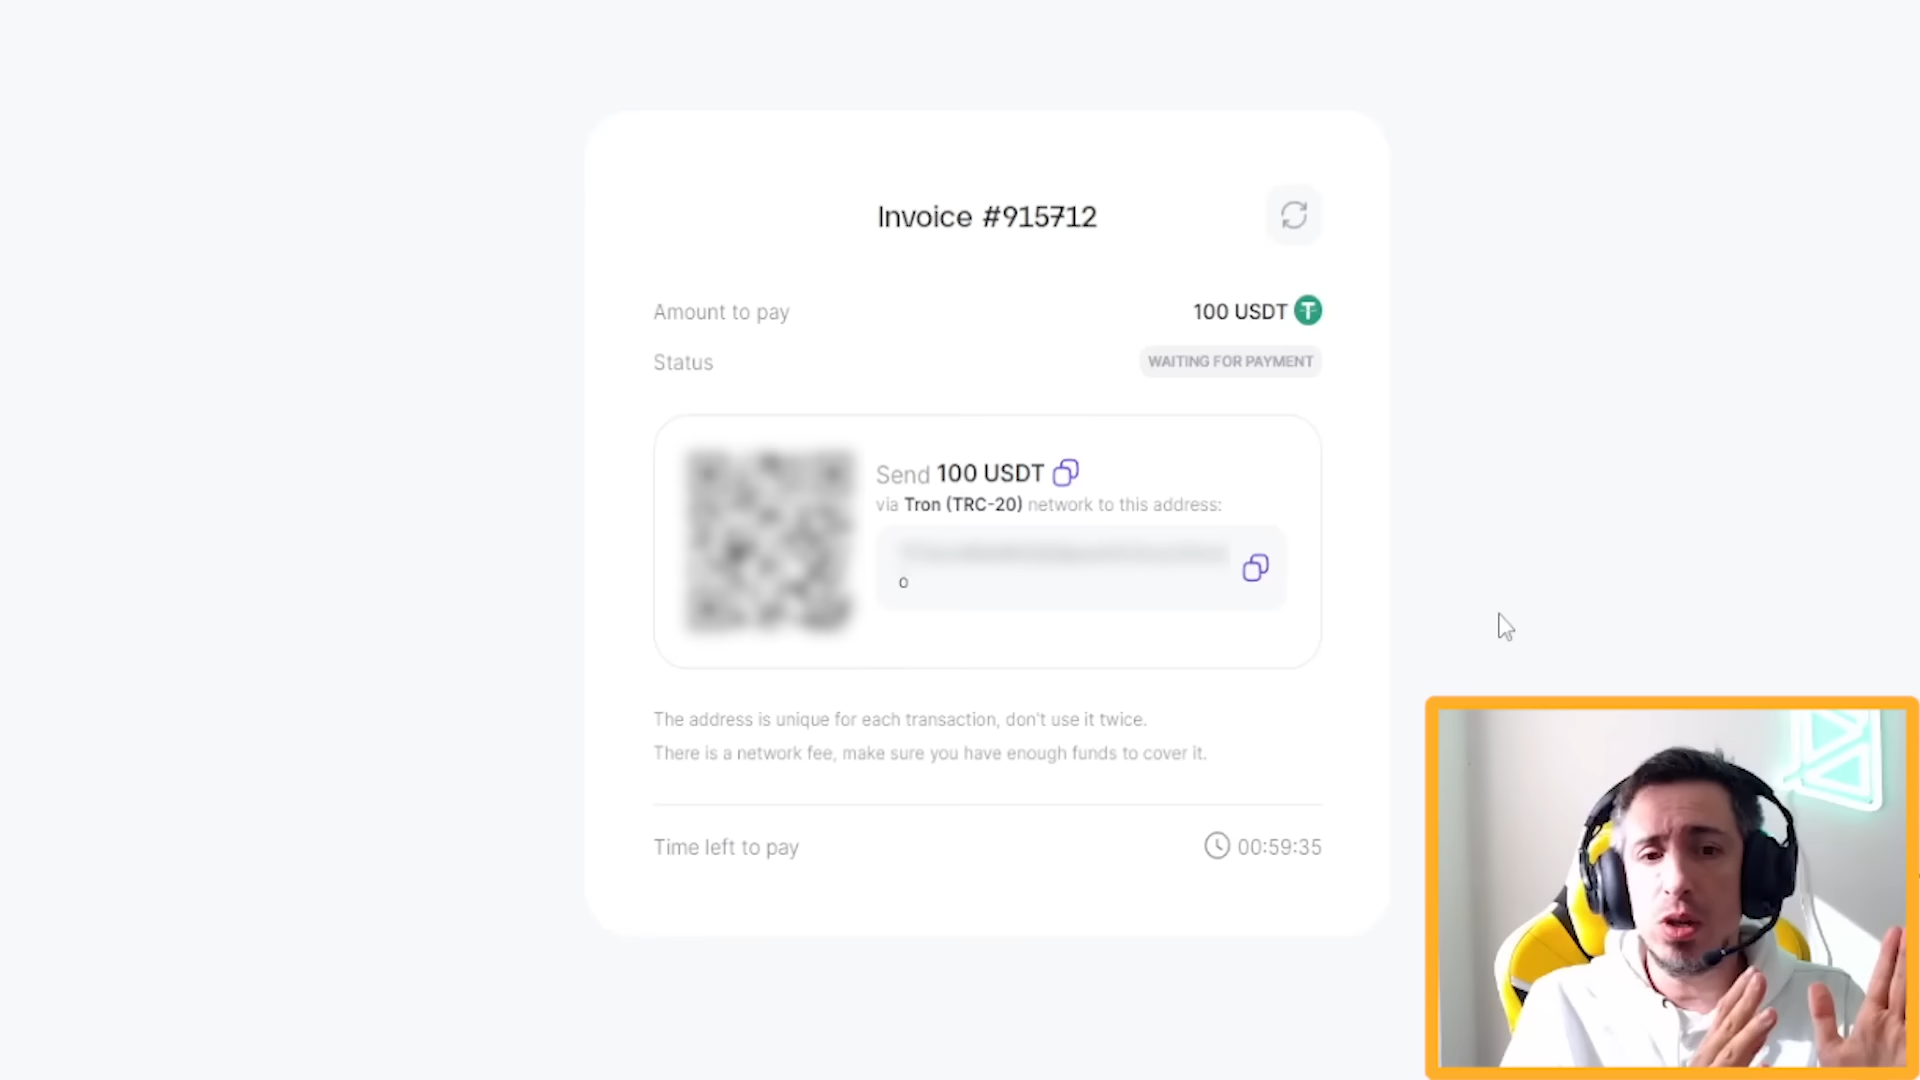 Invoice #915712
Amount to pay
100 USDT
Status
WAITING FOR PAYMENT
Send 100 USDT
via Tron (TRC-20) network to this address:
o
The address is unique for each transaction, don't use it twice.
There is a network fee, make sure you have enough funds to cover it.
Time left to pay
00:59:35